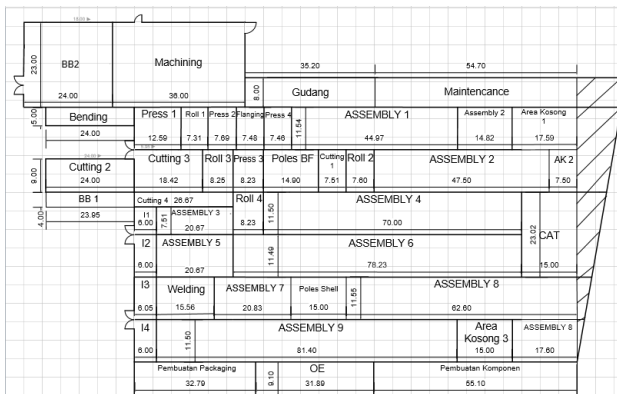 23.00
BB2
Machining
24.00
36.00
35.20
54.70
8.00
Gudang
Maintencance
5.00
Bending
24.00
Press 1
12.59
Roll 1
7.31
Press 2
7.69
Flanging
7.48
Press 4
7.46
11.54
ASSEMBLY 1
44.97
Assembly 2
14.82
Area Kosong
1
17.59
9.00
Cutting 2
24.00
Cutting 3
18.42
Roll 3
8.25
Press 3
8.23
Poles BF
14.90
Cutting
1
7.51
Roll 2
7.60
ASSEMBLY 2
47.50
AK 2
7.50
4.00
BB 1
23.95
Cutting 4 26.67
I1
6.00
7.51
ASSEMBLY 3
20.67
Roll 4
8.23
11.50
ASSEMBLY 4
70.00
23.02
CAT
15.00
I2
6.00
ASSEMBLY 5
20.67
11.49
ASSEMBLY 6
78.23
I3
6.05
Welding
15.56
ASSEMBLY 7
20.83
Poles Shell
15.00
11.55
ASSEMBLY 8
62.60
I4
6.00
11.50
ASSEMBLY 9
81.40
Area
Kosong 3
15.00
ASSEMBLY 8
17.60
Pembuatan Packaging
32.79
9.10
OE
31.89
Pembuatan Komponen
55.10